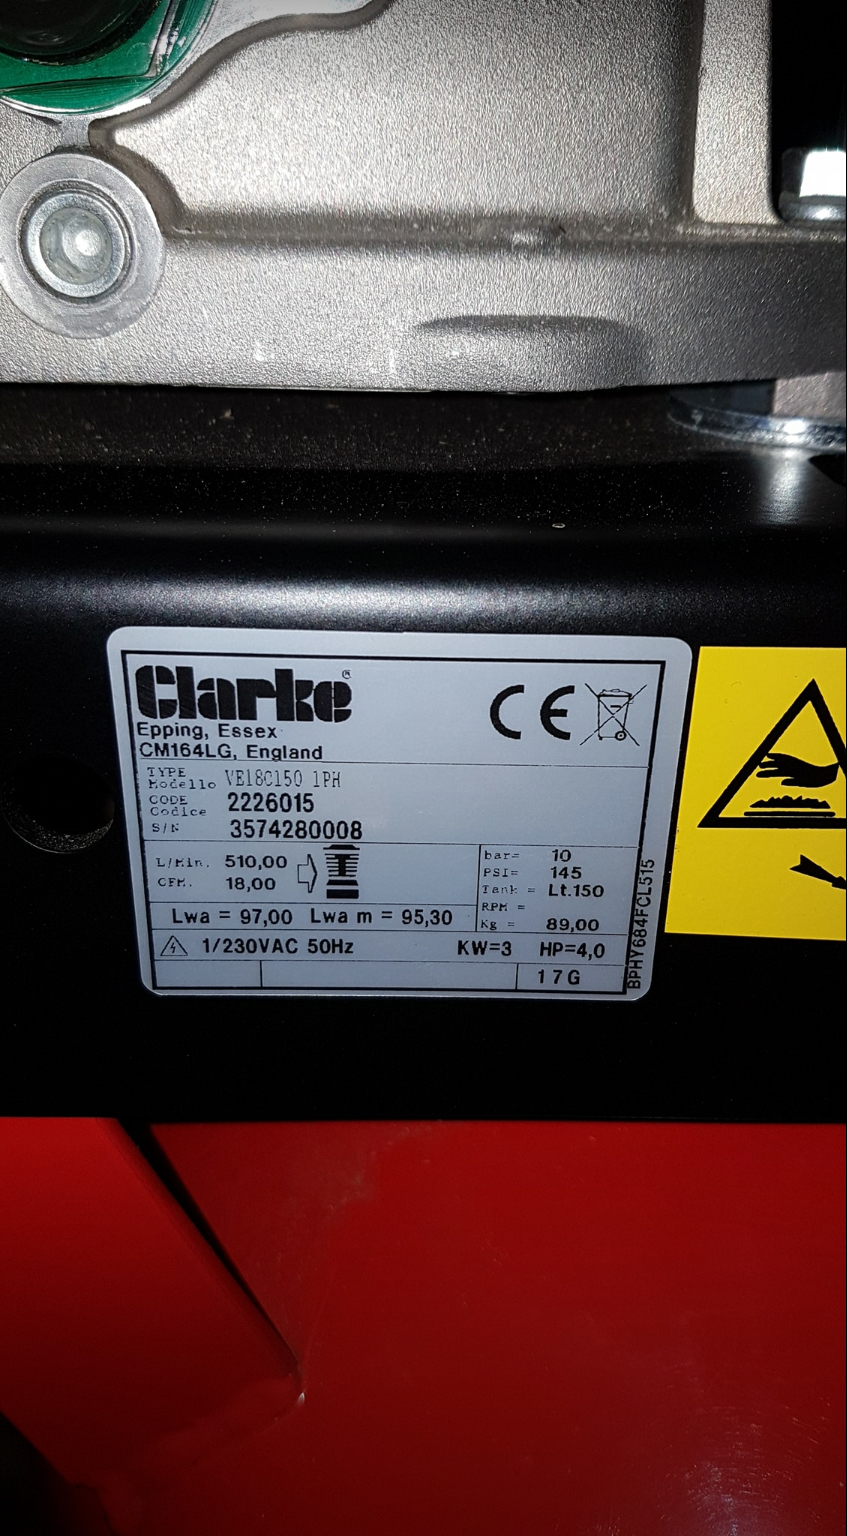 Clarke®
Epping, Essex
CM164LG, England
TYPE
Modello VE18C150 1PH
CODE
Codice 2226015
S/N 3574280008
L/Min. 510,00
CFM. 18,00
bar= 10
PSI= 145
Tank = Lt.150
RPM =
Kg = 89,00
Lwa = 97,00 Lwa m = 95,30
1/230VAC 50Hz KW=3 HP=4,0
17G
BPHY684FCL515
CE